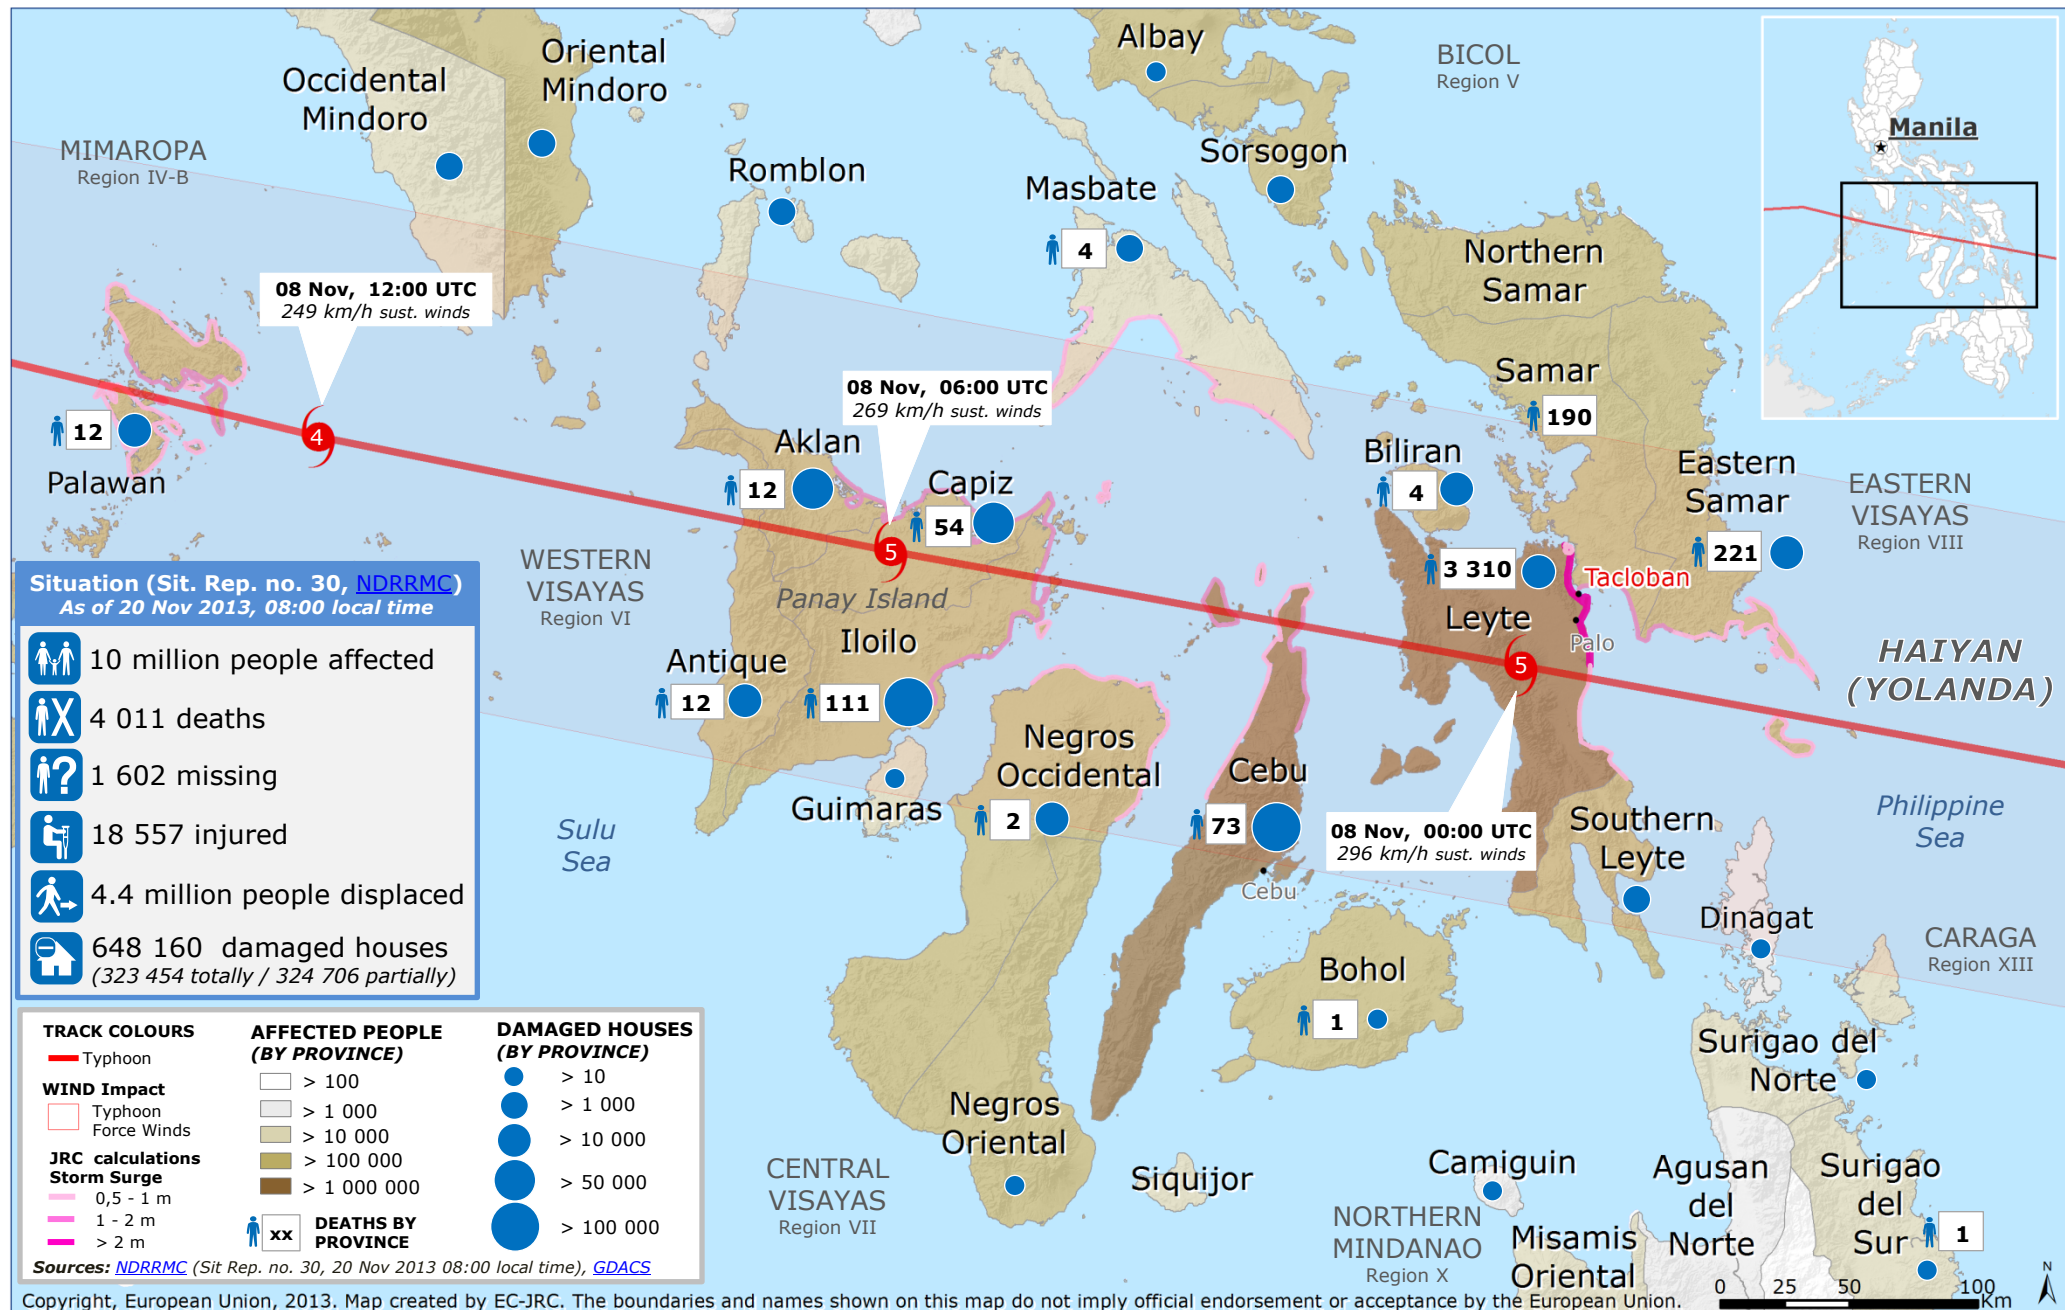 Albay
BICOL
Region V
Oriental
Mindoro
Occidental
Mindoro
Manila
MIMAROPA
Region IV-B
Sorsogon
Romblon
Masbate
4
Northern
Samar
08 Nov, 12:00 UTC
249 km/h sust. winds
08 Nov, 06:00 UTC
269 km/h sust. winds
Samar
190
4
12
Palawan
Aklan
12
Capiz
54
Biliran
4
Eastern
Samar
221
EASTERN
VISAYAS
Region VIII
5
WESTERN
VISAYAS
Region VI
3 310
Tacloban
Leyte
Palo
5
Panay Island
Iloilo
111
Antique
12
HAIYAN
(YOLANDA)
Situation (Sit. Rep. no. 30, NDRRMC)
As of 20 Nov 2013, 08:00 local time
10 million people affected
4 011 deaths
1 602 missing
18 557 injured
4.4 million people displaced
648 160 damaged houses
(323 454 totally / 324 706 partially)
Negros
Occidental
2
Guimaras
Cebu
73
Cebu
08 Nov, 00:00 UTC
296 km/h sust. winds
Southern
Leyte
Philippine
Sea
Sulu
Sea
Dinagat
CARAGA
Region XIII
Bohol
1
Surigao del
Norte
TRACK COLOURS
Typhoon
WIND Impact
Typhoon
Force Winds
JRC calculations
Storm Surge
0,5 - 1 m
1 - 2 m
> 2 m
AFFECTED PEOPLE
(BY PROVINCE)
> 100
> 1 000
> 10 000
> 100 000
> 1 000 000
xx
DEATHS BY
PROVINCE
DAMAGED HOUSES
(BY PROVINCE)
> 10
> 1 000
> 10 000
> 50 000
> 100 000
Sources: NDRRMC (Sit Rep. no. 30, 20 Nov 2013 08:00 local time), GDACS
Negros
Oriental
CENTRAL
VISAYAS
Region VII
Siquijor
Camiguin
NORTHERN
MINDANAO
Region X
Misamis
Oriental
Agusan
del
Norte
Surigao
del
Sur
1
N
0 25 50 100
Km
Copyright, European Union, 2013. Map created by EC-JRC. The boundaries and names shown on this map do not imply official endorsement or acceptance by the European Union.